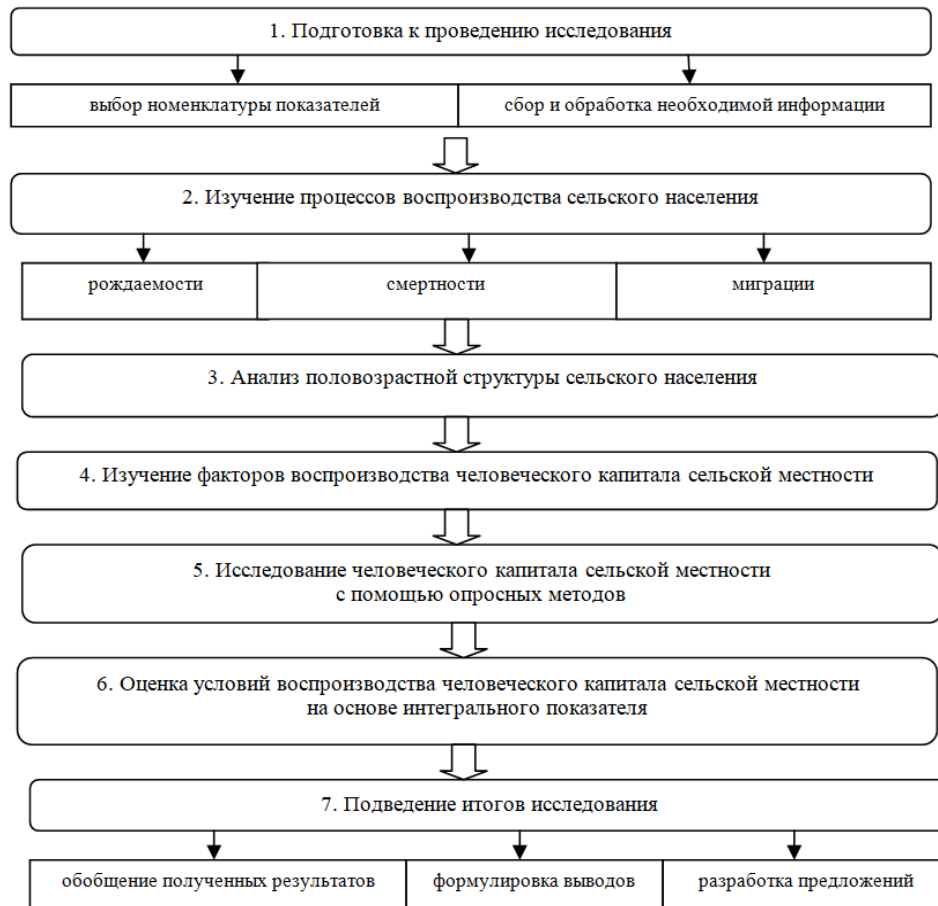 1. Подготовка к проведению исследования
выбор номенклатуры показателей
сбор и обработка необходимой информации
2. Изучение процессов воспроизводства сельского населения
рождаемости
смертности
миграции
3. Анализ половозрастной структуры сельского населения
4. Изучение факторов воспроизводства человеческого капитала сельской местности
5. Исследование человеческого капитала сельской местности
с помощью опросных методов
6. Оценка условий воспроизводства человеческого капитала сельской местности
на основе интегрального показателя
7. Подведение итогов исследования
обобщение полученных результатов
формулировка выводов
разработка предложений